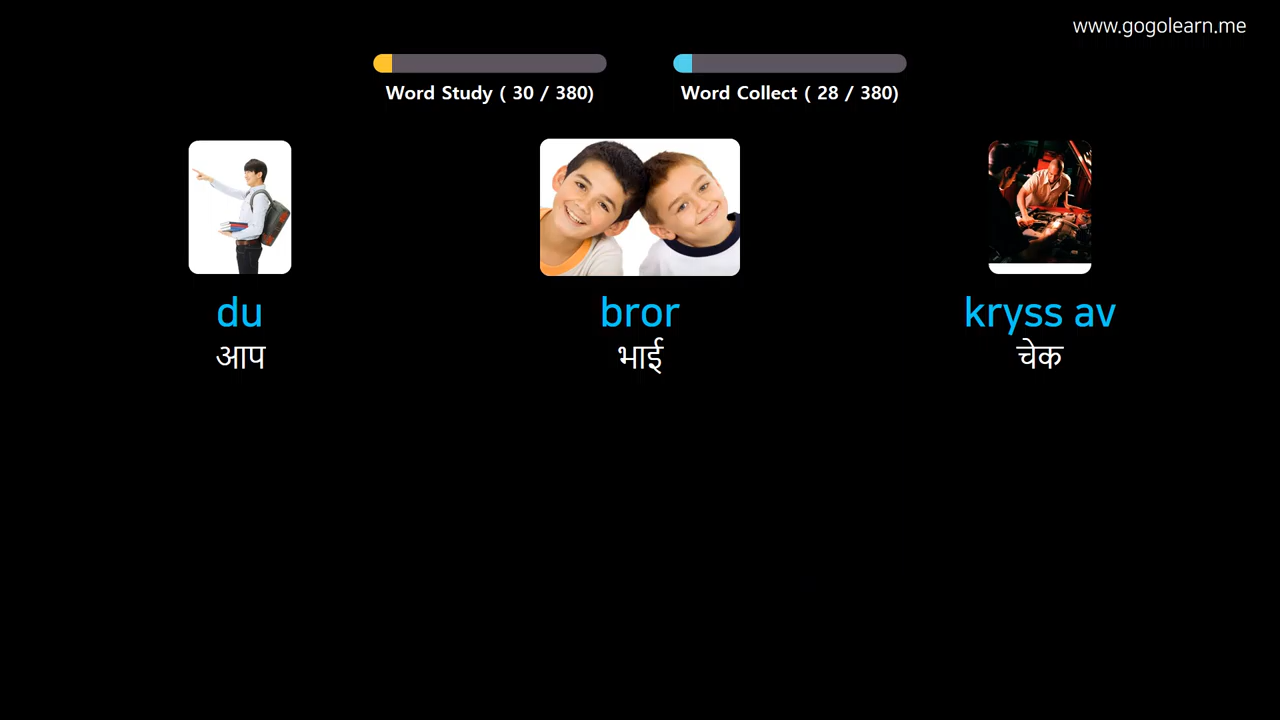 www.gogolearn.me
Word Study ( 30 / 380)
Word Collect ( 28 / 380)
du
आप
bror
भाई
kryss av
चेक